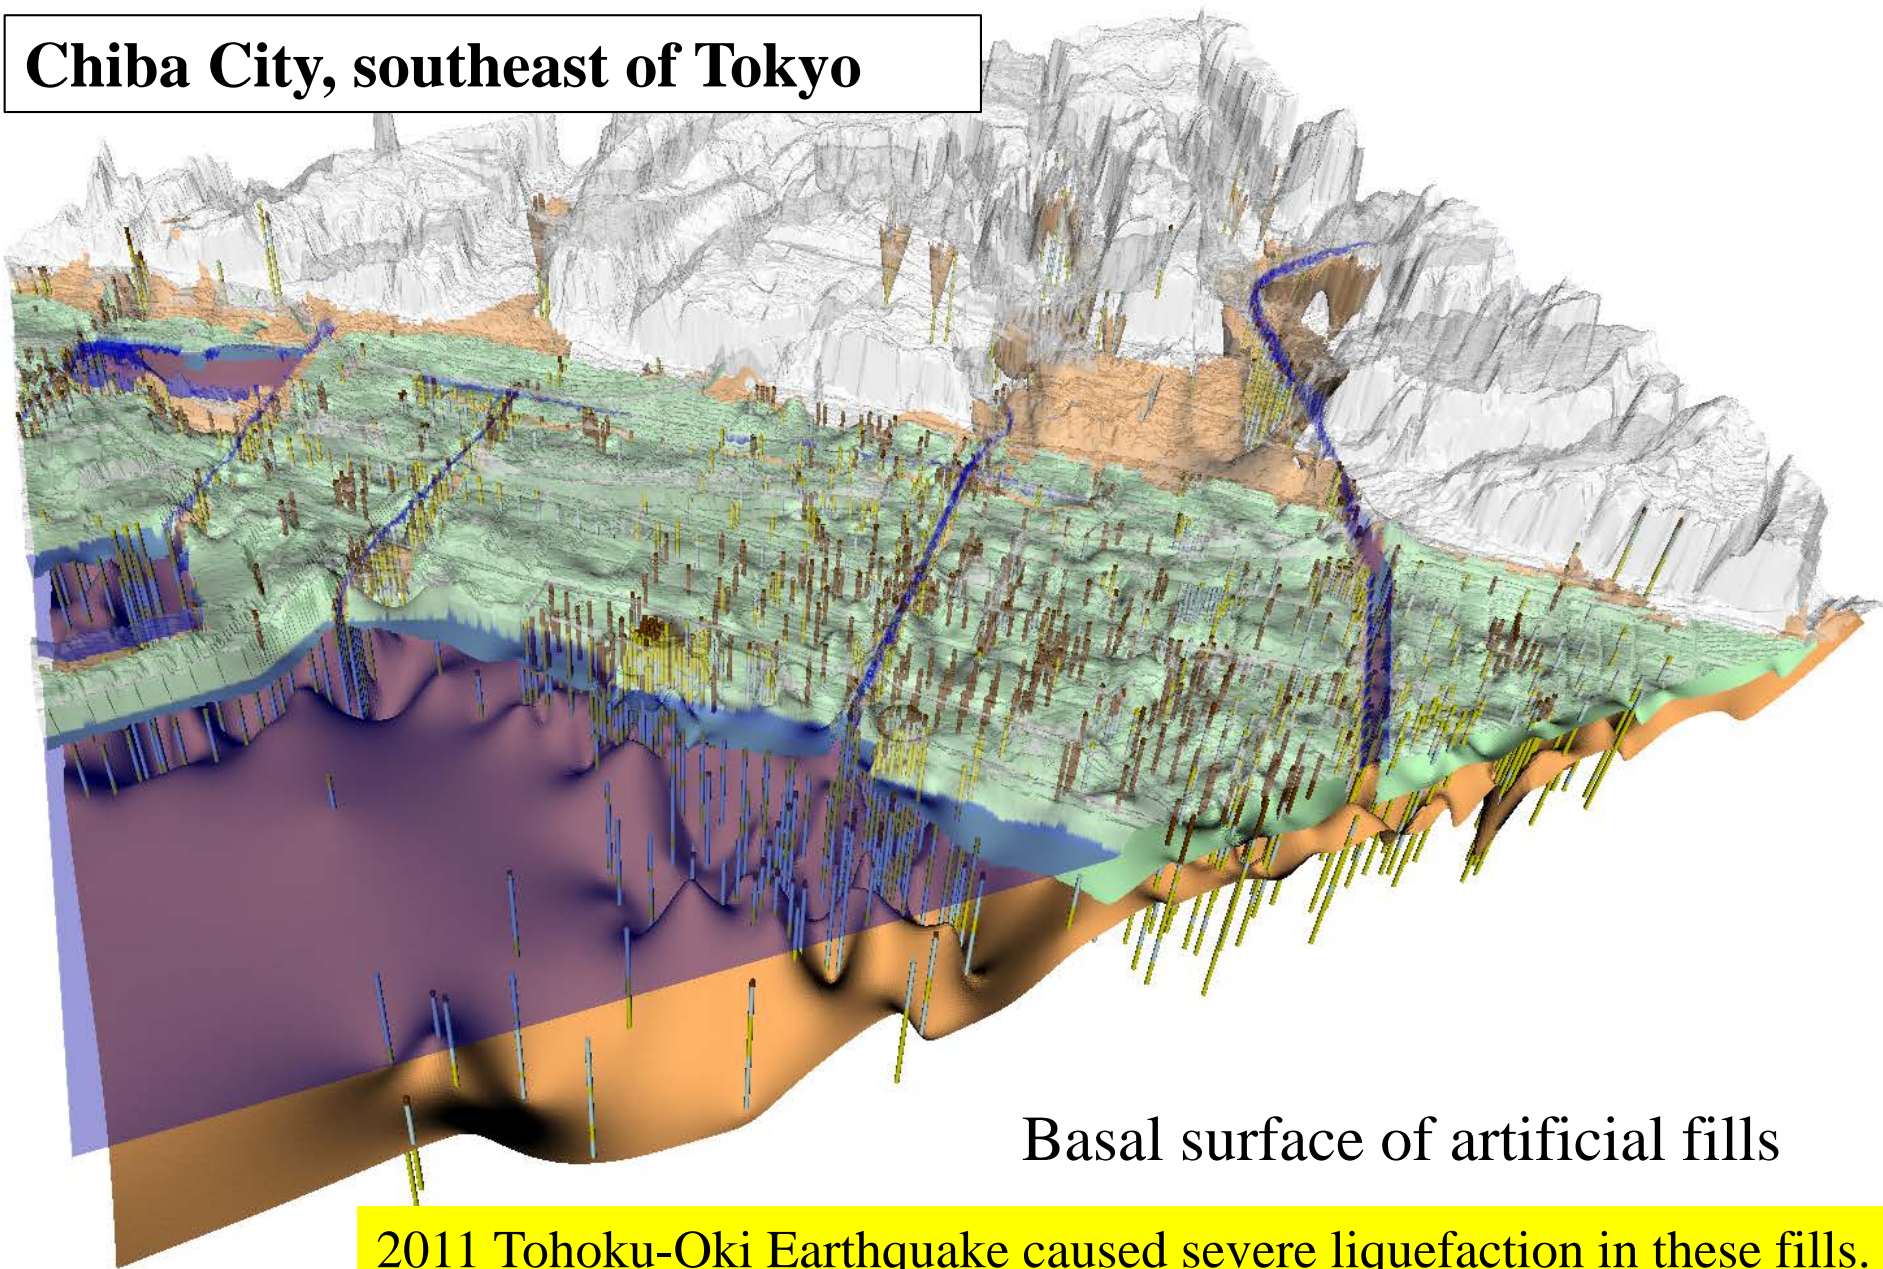 Chiba City, southeast of Tokyo
Basal surface of artificial fills
2011 Tohoku-Oki Earthquake caused severe liquefaction in these fills.